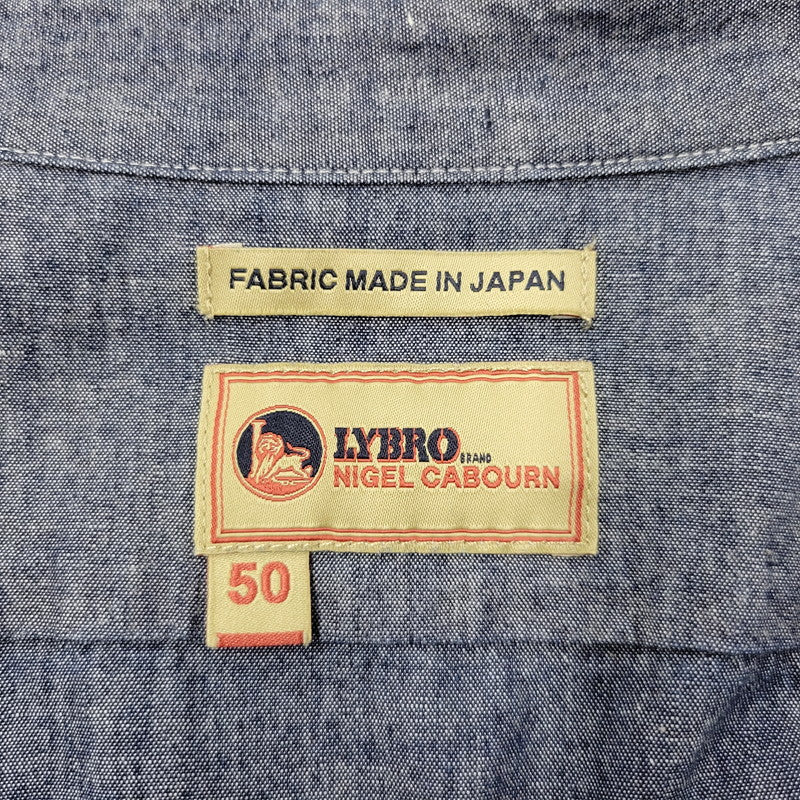 FABRIC MADE IN JAPAN
LYBRO BRAND
NIGEL CABOURN
50